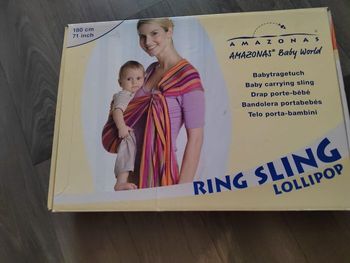 180 cm
71 inch
AMAZONAS
AMAZONAS® Baby World
Babytragetuch
Baby carrying sling
Drap porte-bébé
Bandolera portabebés
Telo porta-bambini
RING SLING
LOLLIPOP